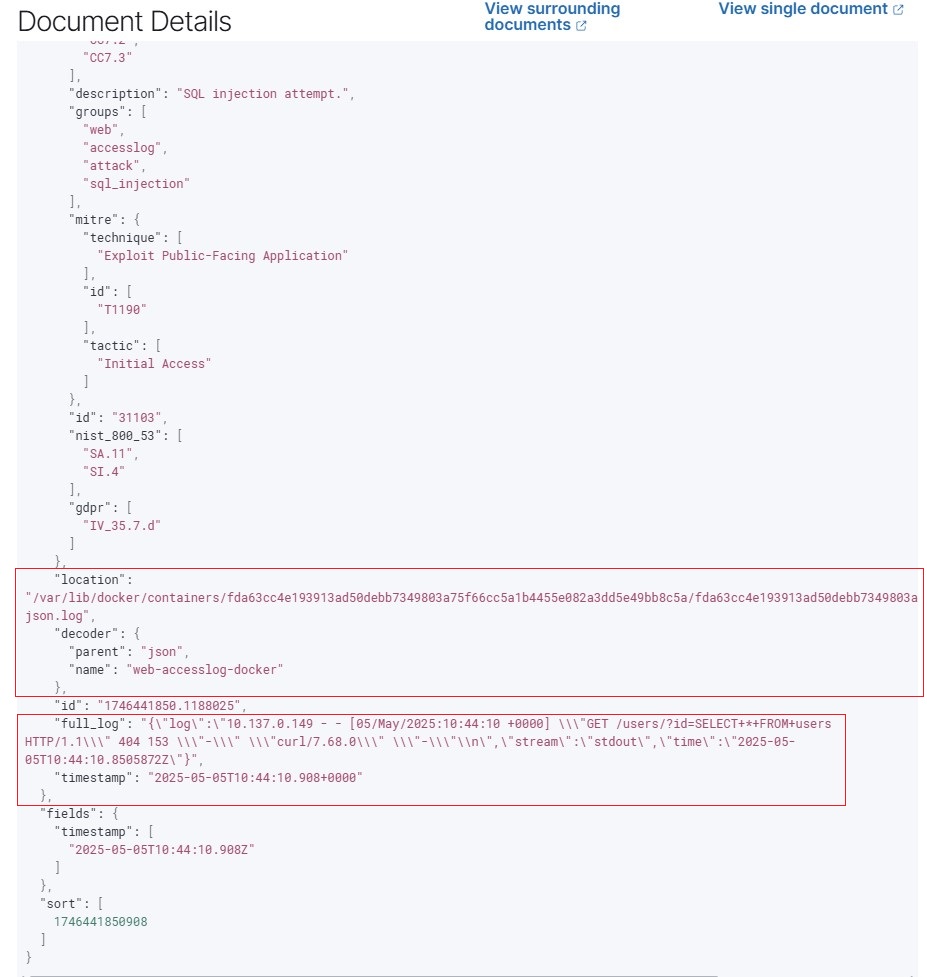 Document Details
View surrounding
documents
View single document
"CC7.2",
"CC7.3"
],
"description": "SQL injection attempt.",
"groups": [
"web",
"accesslog",
"attack",
"sql_injection"
],
"mitre": {
"technique": [
"Exploit Public-Facing Application"
],
"id": [
"T1190"
],
"tactic": [
"Initial Access"
]
},
"id": "31103",
"nist_800_53": [
"SA.11",
"SI.4"
],
"gdpr": [
"IV_35.7.d"
]
},
"location":
"/var/lib/docker/containers/fda63cc4e193913ad50debb7349803a75f66cc5a1b4455e082a3dd5e49bb8c5a/fda63cc4e193913ad50debb7349803a
json.log",
"decoder": {
"parent": "json",
"name": "web-accesslog-docker"
},
"id": "1746441850.1188025",
"full_log": "{\"log\":\"10.137.0.149 - - [05/May/2025:10:44:10 +0000] \\\"GET /users/?id=SELECT+*+FROM+users
HTTP/1.1\\\" 404 153 \\\"-\\\" \\\"curl/7.68.0\\\" \\\"-\\\"\\n\",\"stream\":\"stdout\",\"time\":\"2025-05-
05T10:44:10.8505872Z\"}",
"timestamp": "2025-05-05T10:44:10.908+0000"
},
"fields": {
"timestamp": [
"2025-05-05T10:44:10.908Z"
]
},
"sort": [
1746441850908
]
}